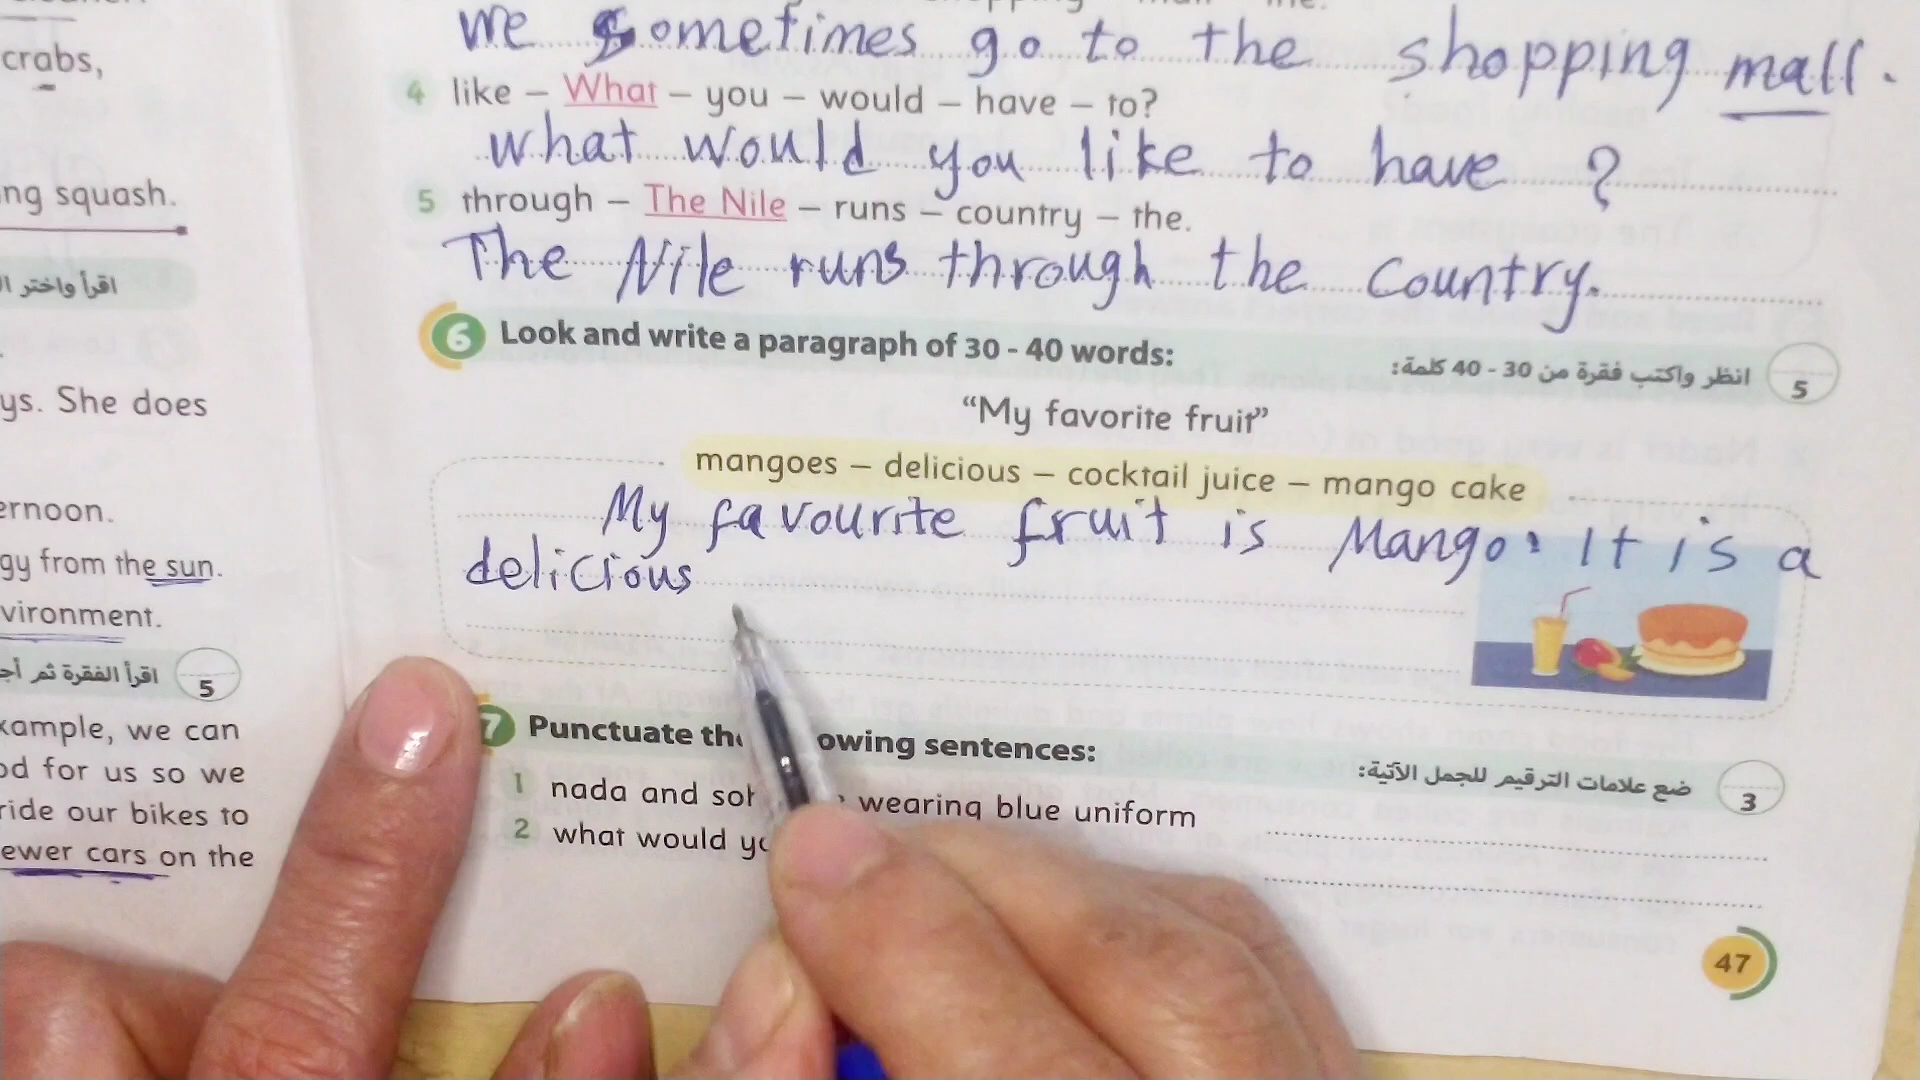 crabs,
ng squash.
اقرأ واختر ال
ys. She does
ernoon.
gy from the sun.
vironment.
اقرأ الفقرة ثم أج
5
xample, we can
od for us so we
ride our bikes to
ewer cars on the
We sometimes go to the shopping mall.
4 like – What – you – would – have – to?
What would you like to have ?
5 through – The Nile – runs – country – the.
The Nile runs through the country.
6 Look and write a paragraph of 30 - 40 words:
انظر واكتب فقرة من 30 - 40 كلمة:
5
“My favorite fruit”
mangoes – delicious – cocktail juice – mango cake
My favourite fruit is Mango. It is a
delicious
7 Punctuate the owing sentences:
ضع علامات الترقيم للجمل الآتية:
3
1 nada and soh wearing blue uniform
2 what would yo
47